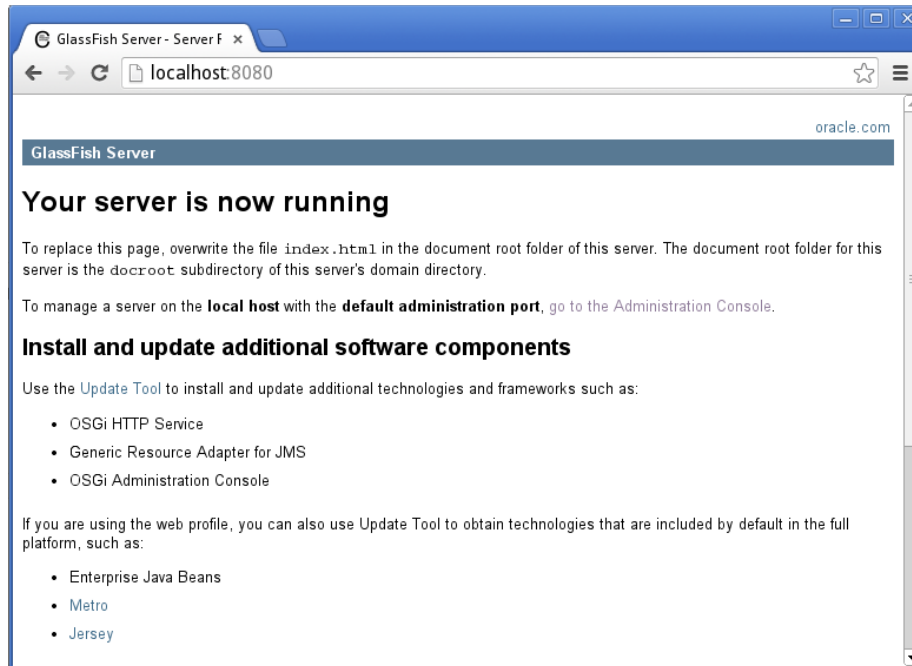 GlassFish Server - Server F
localhost:8080
oracle.com
GlassFish Server
Your server is now running
To replace this page, overwrite the file index.html in the document root folder of this server. The document root folder for this
server is the docroot subdirectory of this server's domain directory.
To manage a server on the local host with the default administration port, go to the Administration Console.
Install and update additional software components
Use the Update Tool to install and update additional technologies and frameworks such as:
• OSGi HTTP Service
• Generic Resource Adapter for JMS
• OSGi Administration Console
If you are using the web profile, you can also use Update Tool to obtain technologies that are included by default in the full
platform, such as:
• Enterprise Java Beans
• Metro
• Jersey